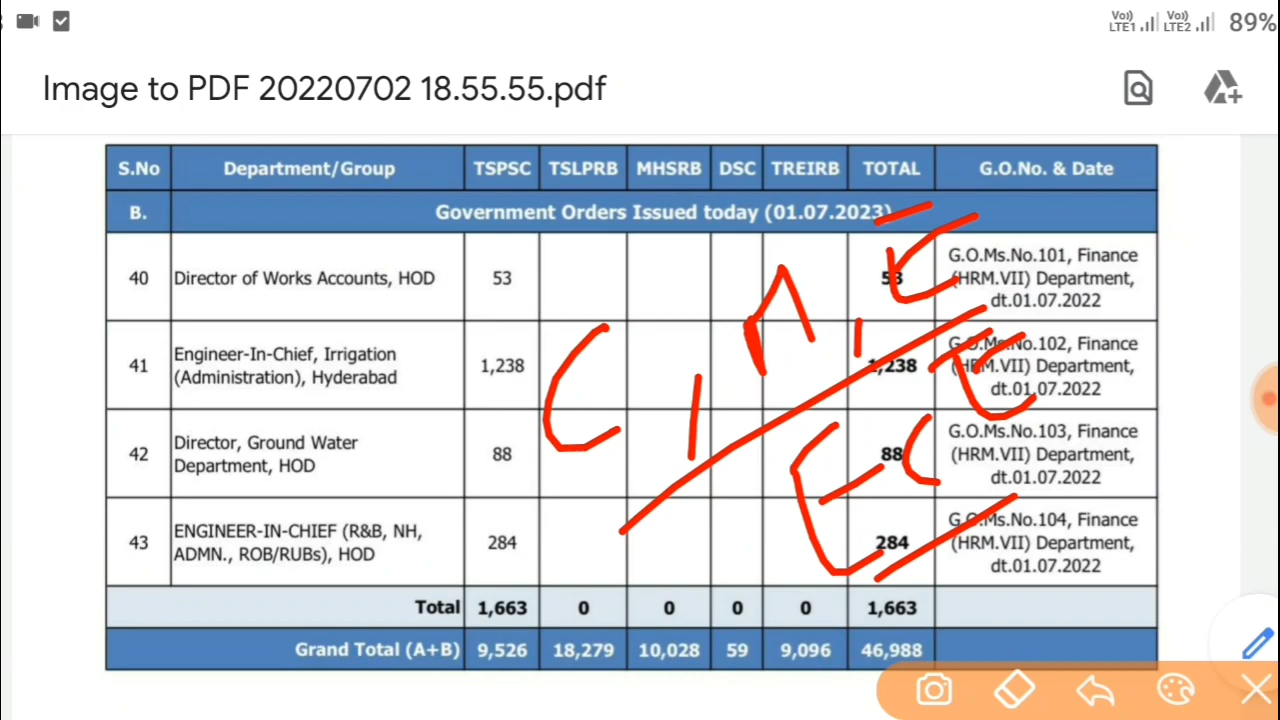 Vo)) LTE1 Vo)) LTE2 89%
Image to PDF 20220702 18.55.55.pdf
S.No Department/Group TSPSC TSLPRB MHSRB DSC TREIRB TOTAL G.O.No. & Date
B. Government Orders Issued today (01.07.2023)
40 Director of Works Accounts, HOD 53 53 G.O.Ms.No.101, Finance (HRM.VII) Department, dt.01.07.2022
41 Engineer-In-Chief, Irrigation (Administration), Hyderabad 1,238 1,238 G.O.Ms.No.102, Finance (HRM.VII) Department, dt.01.07.2022
42 Director, Ground Water Department, HOD 88 88 G.O.Ms.No.103, Finance (HRM.VII) Department, dt.01.07.2022
43 ENGINEER-IN-CHIEF (R&B, NH, ADMN., ROB/RUBs), HOD 284 284 G.O.Ms.No.104, Finance (HRM.VII) Department, dt.01.07.2022
Total 1,663 0 0 0 0 1,663
Grand Total (A+B) 9,526 18,279 10,028 59 9,096 46,988